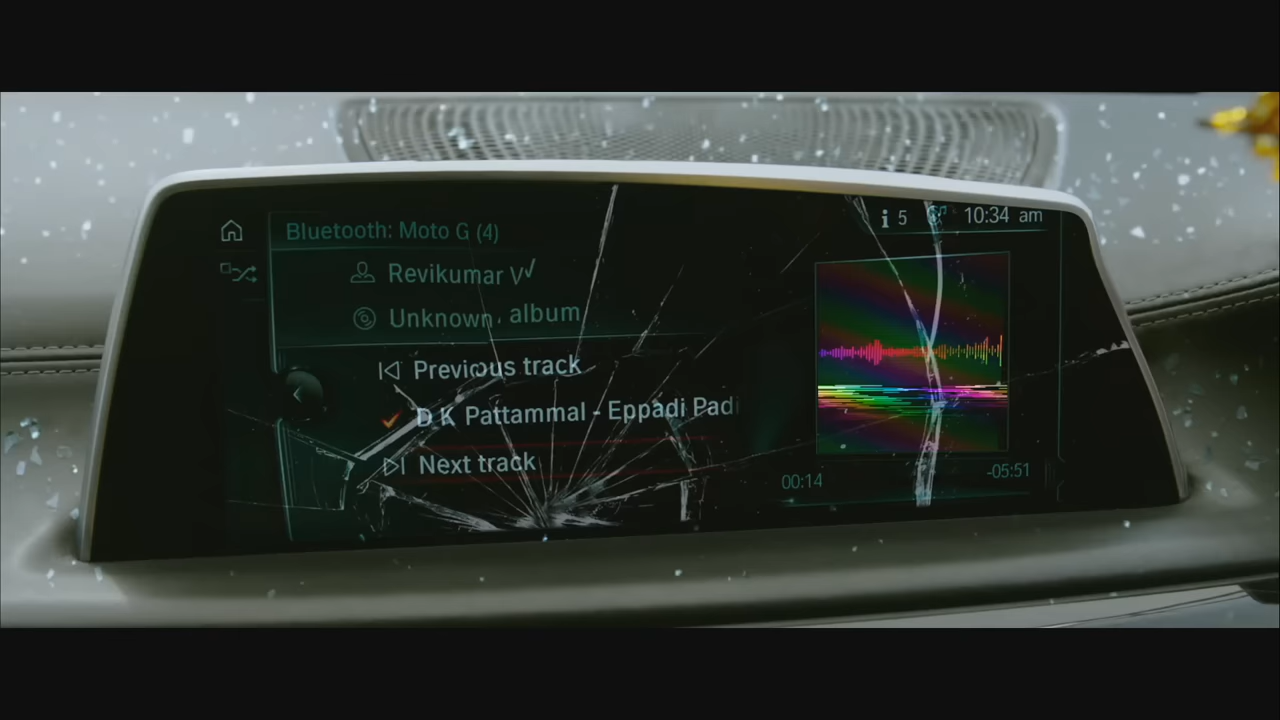 i 5 10:34 am
Bluetooth: Moto G (4)
Revikumar V
Unknown album
Previous track
D K Pattammal - Eppadi Padi
Next track
00:14 -05:51